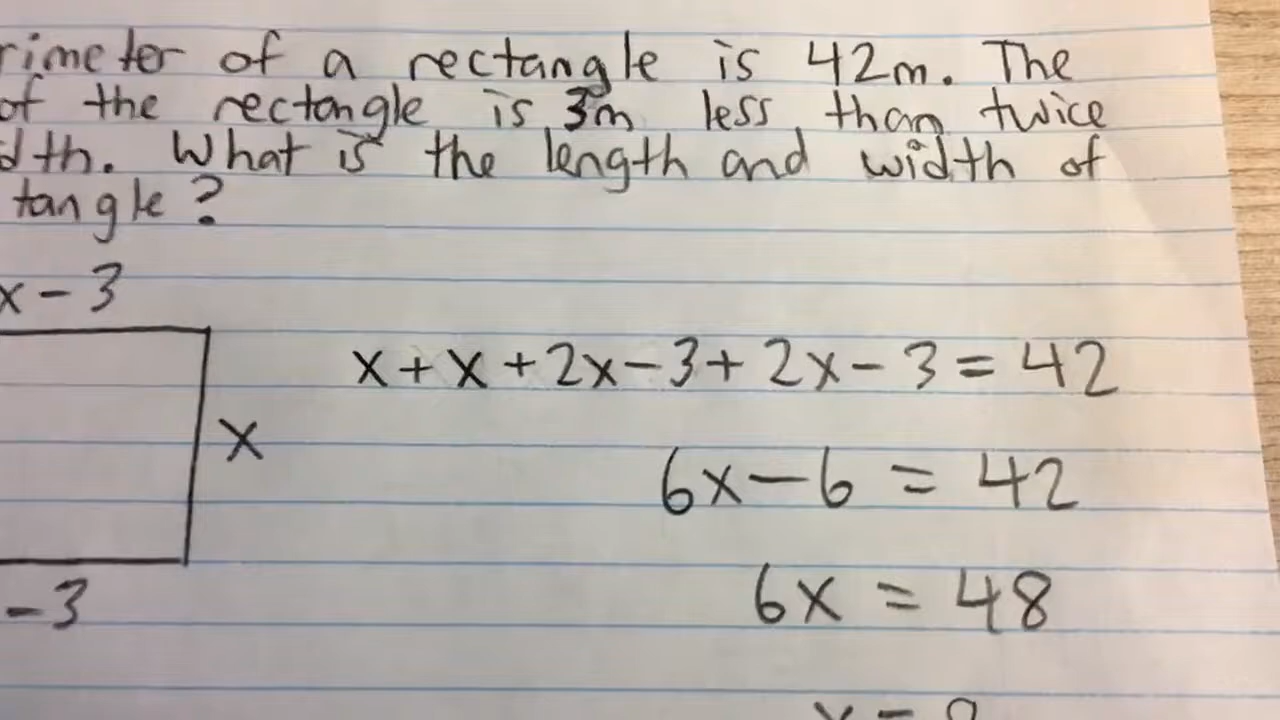 rimeter of a rectangle is 42m. The
of the rectangle is 3m less than twice
dth. What is the length and width of
tangle?
x - 3
x + x + 2x - 3 + 2x - 3 = 42
x
6x - 6 = 42
6x = 48
- 3